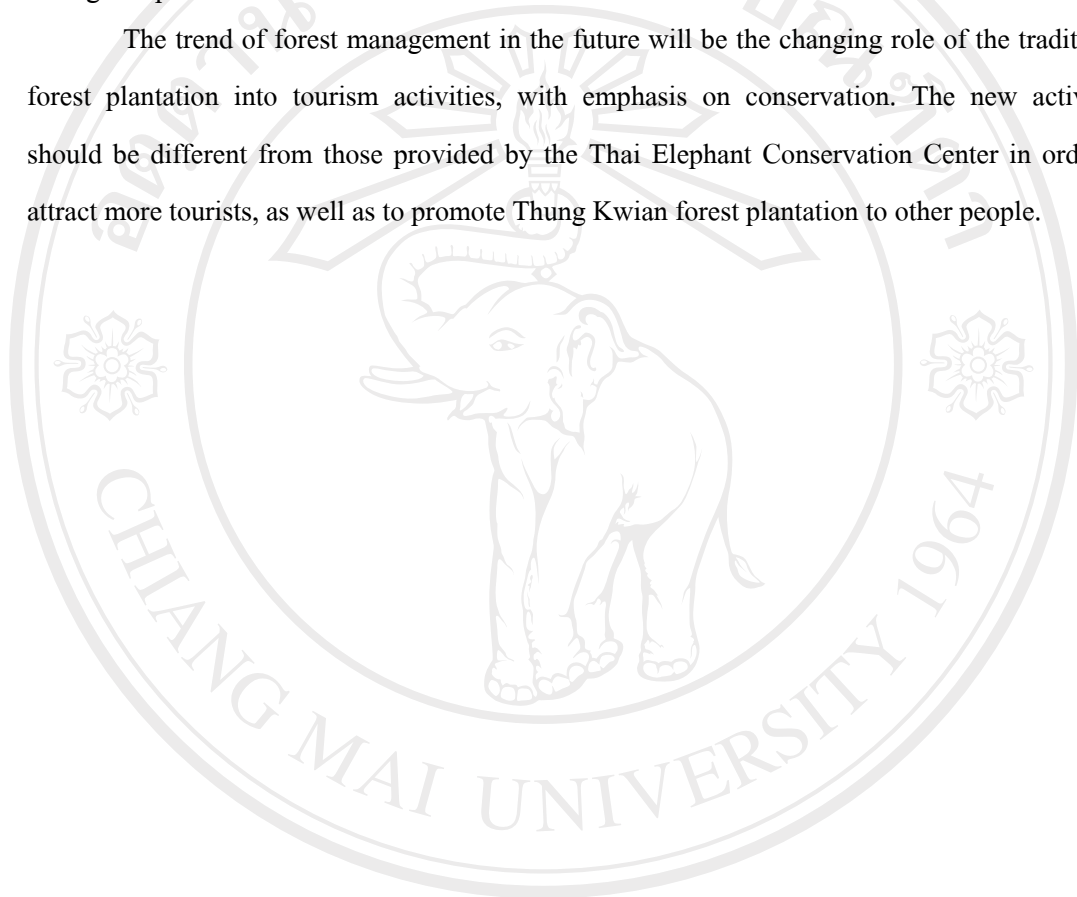 The trend of forest management in the future will be the changing role of the tradit
forest plantation into tourism activities, with emphasis on conservation. The new activ
should be different from those provided by the Thai Elephant Conservation Center in ord
attract more tourists, as well as to promote Thung Kwian forest plantation to other people.
CHIANG MAI UNIVERSITY 1964